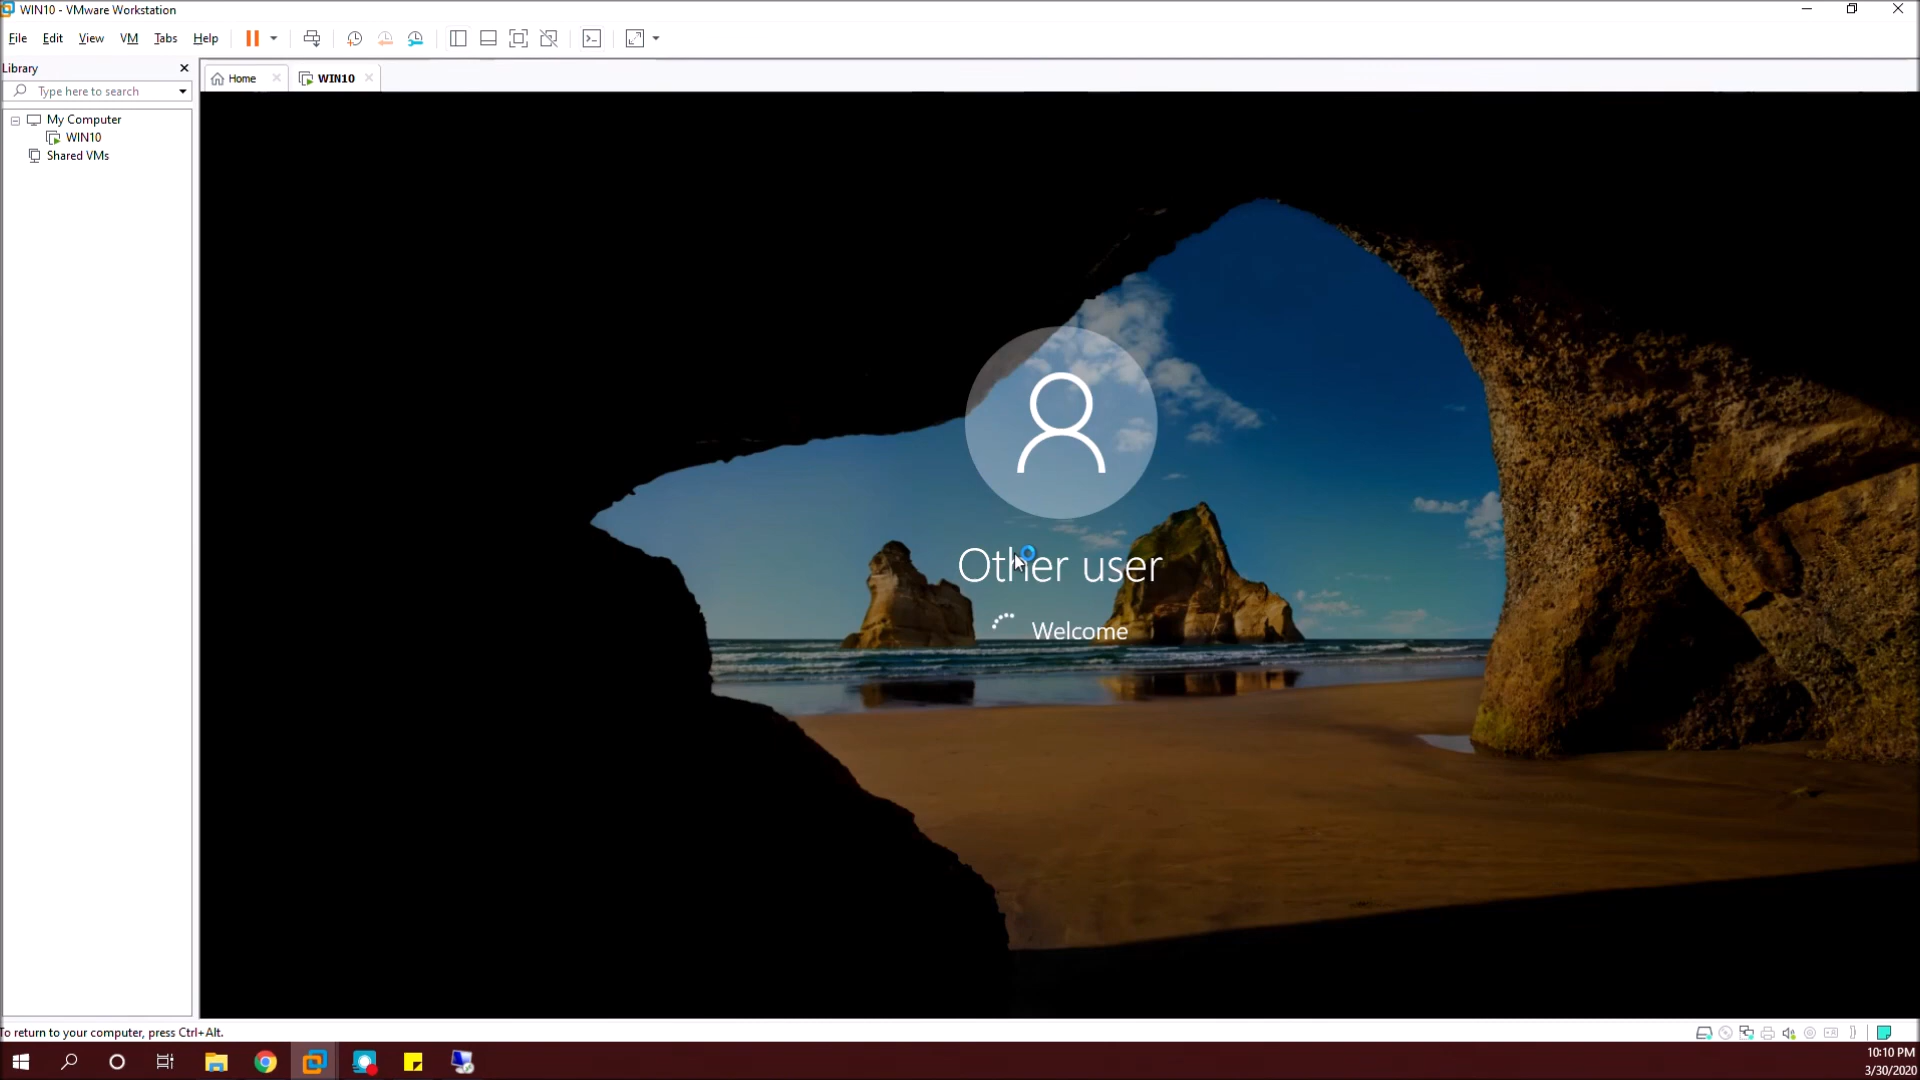 WIN10 - VMware Workstation
File Edit View VM Tabs Help
Library
Home WIN10
Type here to search
My Computer
WIN10
Shared VMs
Other user
Welcome
To return to your computer, press Ctrl+Alt.
10:10 PM
3/30/2020